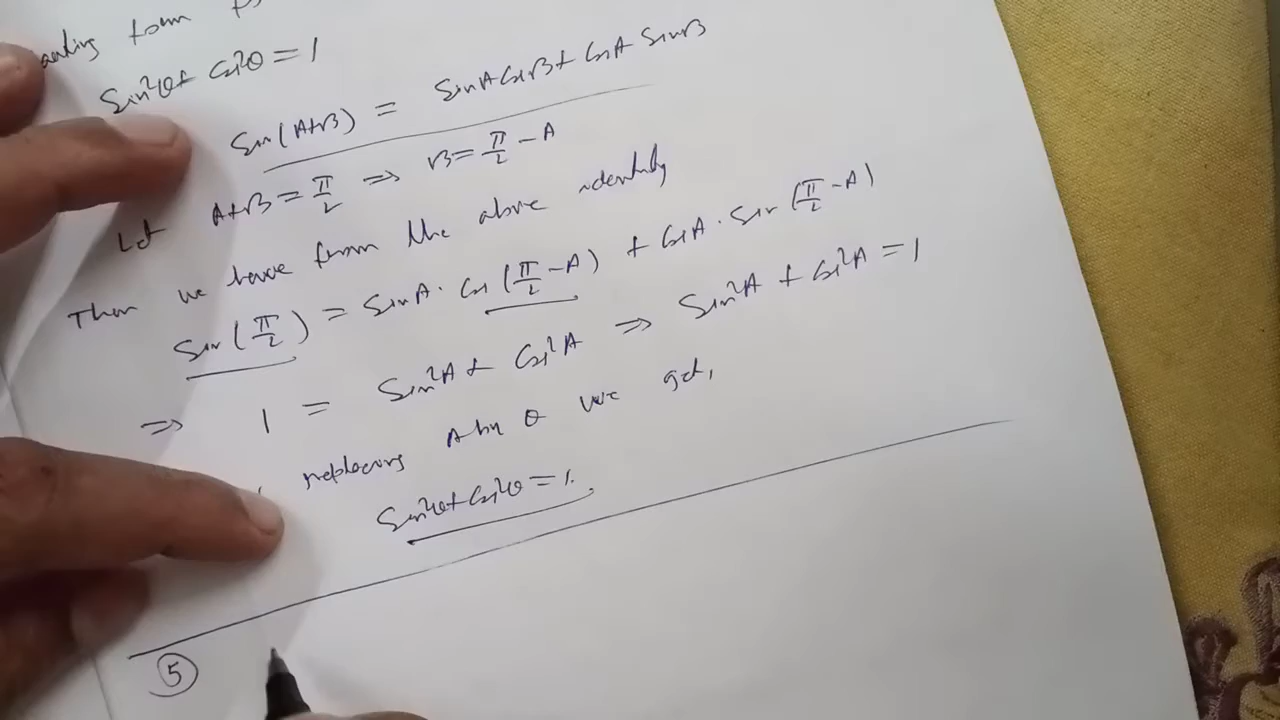 form
Sin²θ + Cos²θ = 1
Sin(A+B) = SinA CosB + CosA SinB
Let A+B = π/2 ⇒ B = π/2 - A
Then we have from the above identity
Sin(π/2) = SinA · Cos(π/2 - A) + CosA · Sin(π/2 - A)
⇒ 1 = Sin²A + Cos²A ⇒ Sin²A + Cos²A = 1
replacing A by θ we get,
Sin²θ + Cos²θ = 1.
5